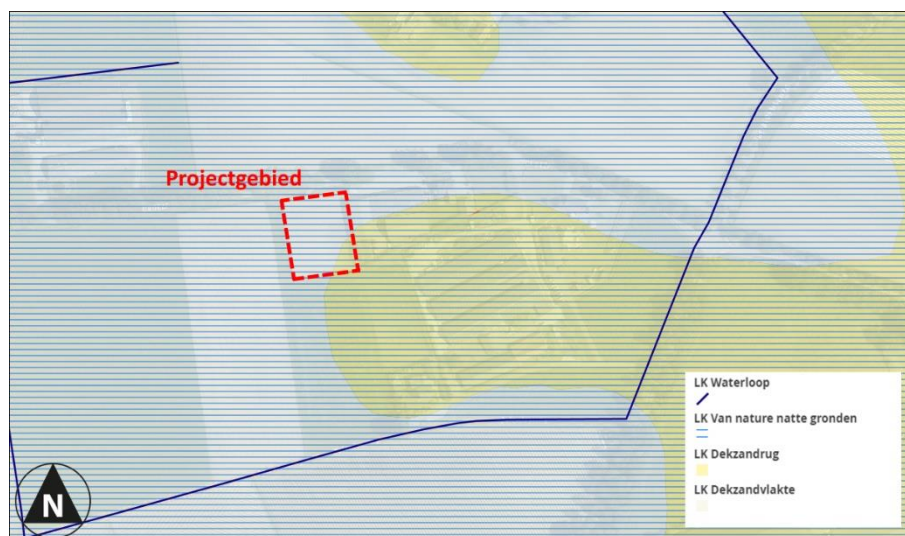 Projectgebied
LK Waterloop
LK Van nature natte gronden
LK Dekzandrug
LK Dekzandvlakte
N